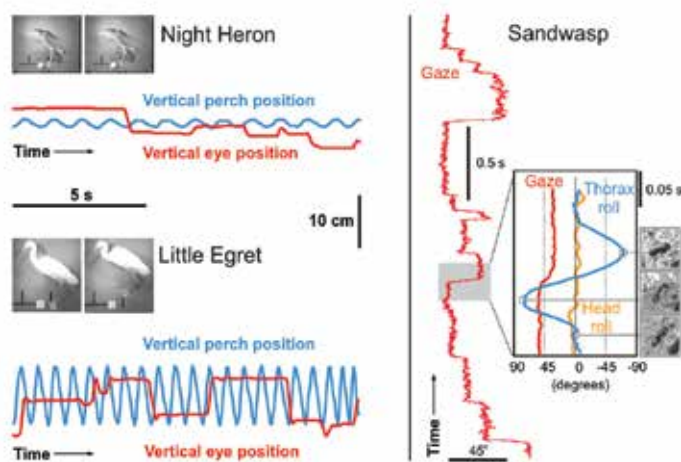 Night Heron
Vertical perch position
Time
Vertical eye position
5 s
10 cm
Little Egret
Vertical perch position
Time
Vertical eye position
Sandwasp
Gaze
0.5 s
Gaze
Thorax
roll
0.05 s
Head
roll
90 45 0 -45 -90
(degrees)
Time
45°